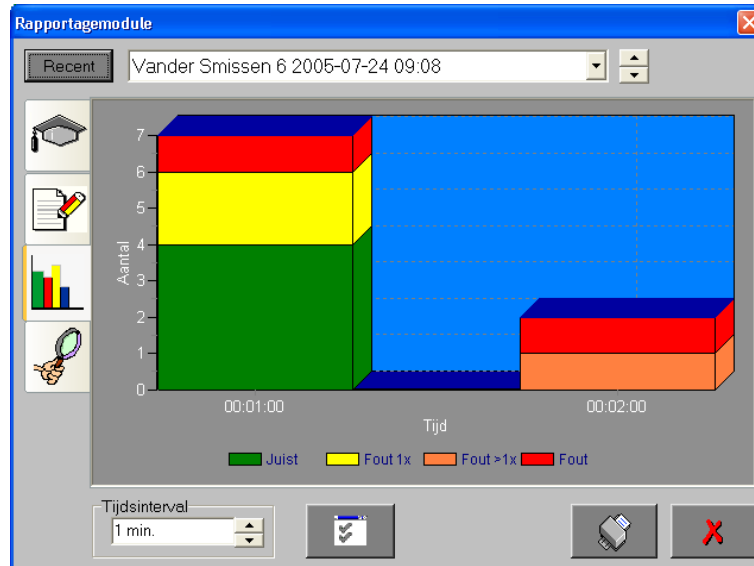 Rapportagemodule
Recent
Vander Smissen 6 2005-07-24 09:08
7
6
5
4
3
2
1
0
Aantal
00:01:00
00:02:00
Tijd
Juist
Fout 1x
Fout >1x
Fout
Tijdsinterval
1 min.